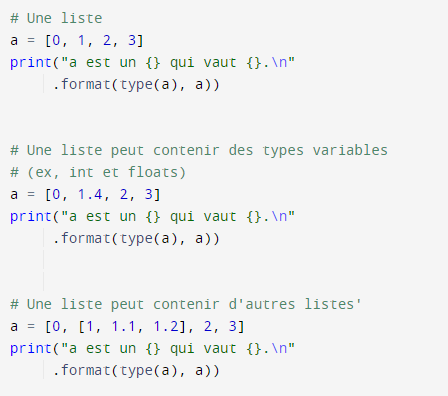 # Une liste
a = [0, 1, 2, 3]
print("a est un {} qui vaut {}.\n"
.format(type(a), a))
# Une liste peut contenir des types variables
# (ex, int et floats)
a = [0, 1.4, 2, 3]
print("a est un {} qui vaut {}.\n"
.format(type(a), a))
# Une liste peut contenir d'autres listes'
a = [0, [1, 1.1, 1.2], 2, 3]
print("a est un {} qui vaut {}.\n"
.format(type(a), a))